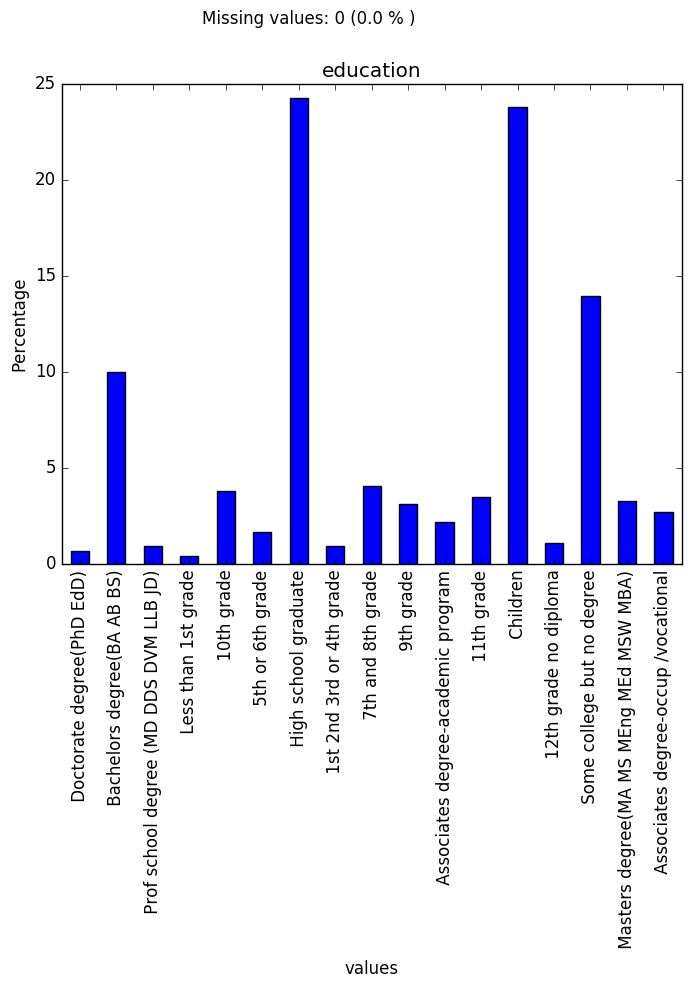 Missing values: 0 (0.0 % )
education
25
20
15
10
5
0
Percentage
Doctorate degree(PhD EdD)
Bachelors degree(BA AB BS)
Prof school degree (MD DDS DVM LLB JD)
Less than 1st grade
10th grade
5th or 6th grade
High school graduate
1st 2nd 3rd or 4th grade
7th and 8th grade
9th grade
Associates degree-academic program
11th grade
Children
12th grade no diploma
Some college but no degree
Masters degree(MA MS MEng MEd MSW MBA)
Associates degree-occup /vocational
values